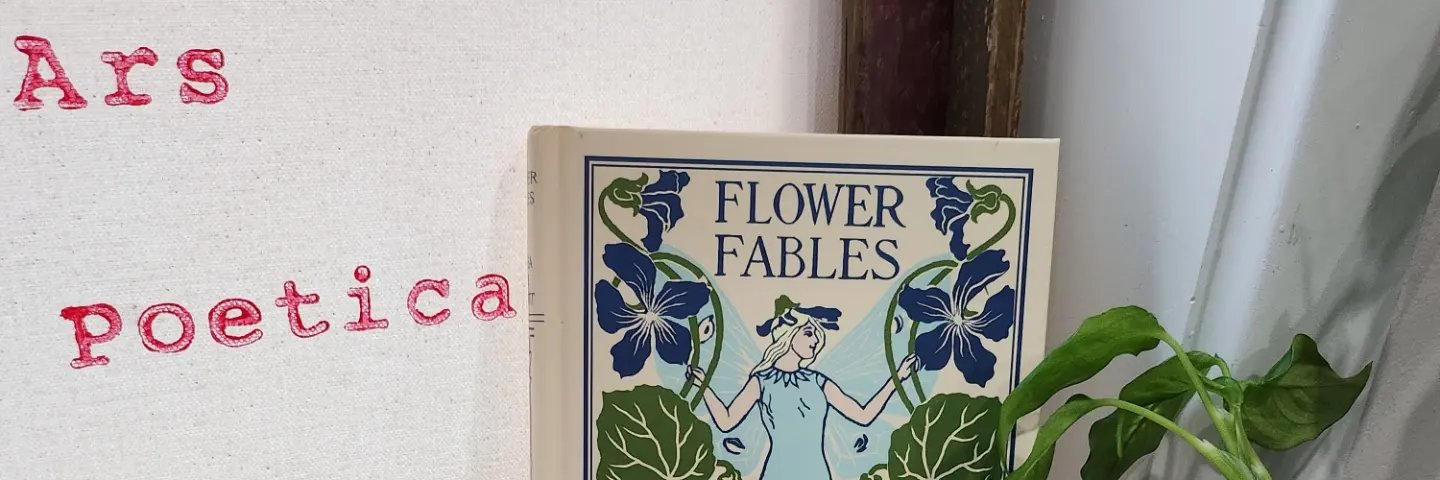 Ars
poetica
FLOWER
FABLES